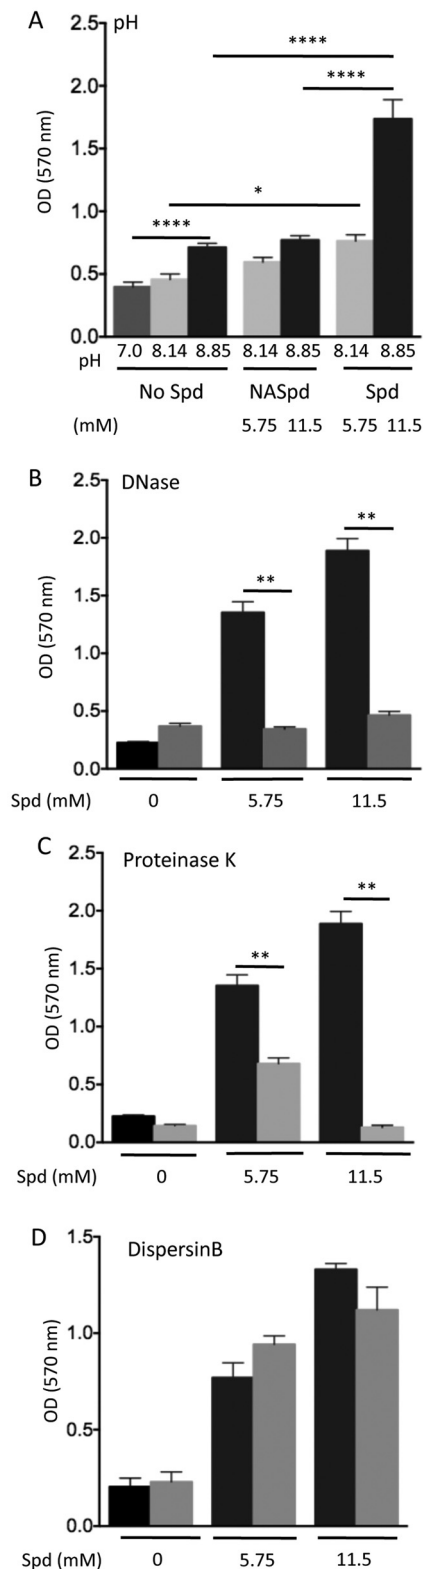 A pH
****
2.5
2.0
****
1.5
OD (570 nm)
*
1.0
****
0.5
0.0
pH 7.0 8.14 8.85 8.14 8.85 8.14 8.85
No Spd NASpd Spd
(mM) 5.75 11.5 5.75 11.5
B DNase
2.5
**
2.0
**
1.5
OD (570 nm)
1.0
0.5
0.0
Spd (mM) 0 5.75 11.5
C Proteinase K
2.5
**
2.0
**
1.5
OD (570 nm)
1.0
0.5
0.0
Spd (mM) 0 5.75 11.5
D DispersinB
1.5
1.0
OD (570 nm)
0.5
0.0
Spd (mM) 0 5.75 11.5